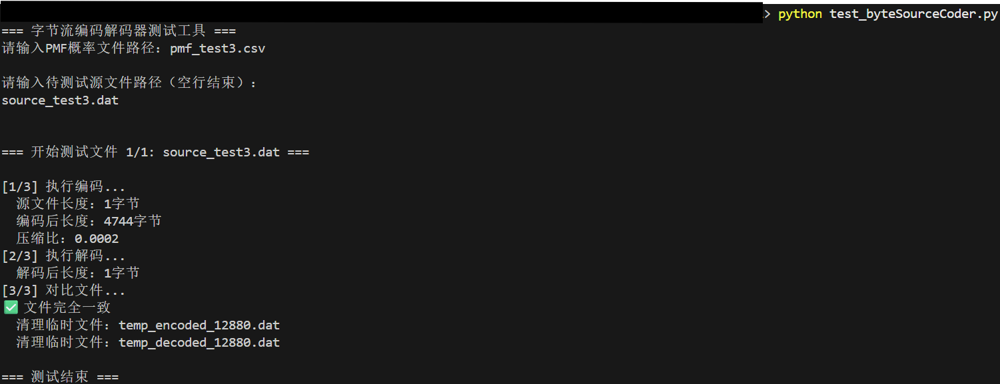 > python test_byteSourceCoder.py
=== 字节流编码解码器测试工具 ===
请输入PMF概率文件路径：pmf_test3.csv
请输入待测试源文件路径（空行结束）：
source_test3.dat
=== 开始测试文件 1/1: source_test3.dat ===
[1/3] 执行编码...
源文件长度：1字节
编码后长度：4744字节
压缩比：0.0002
[2/3] 执行解码...
解码后长度：1字节
[3/3] 对比文件...
✅ 文件完全一致
清理临时文件：temp_encoded_12880.dat
清理临时文件：temp_decoded_12880.dat
=== 测试结束 ===